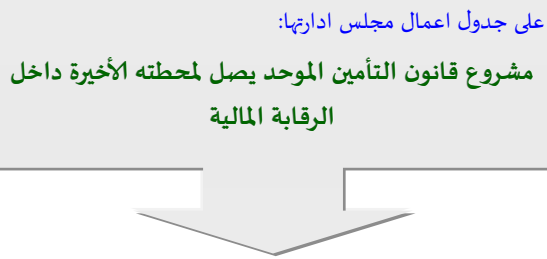 على جدول اعمال مجلس ادارتها:
مشروع قانون التأمين الموحد يصل لمحطته الأخيرة داخل
الرقابة المالية